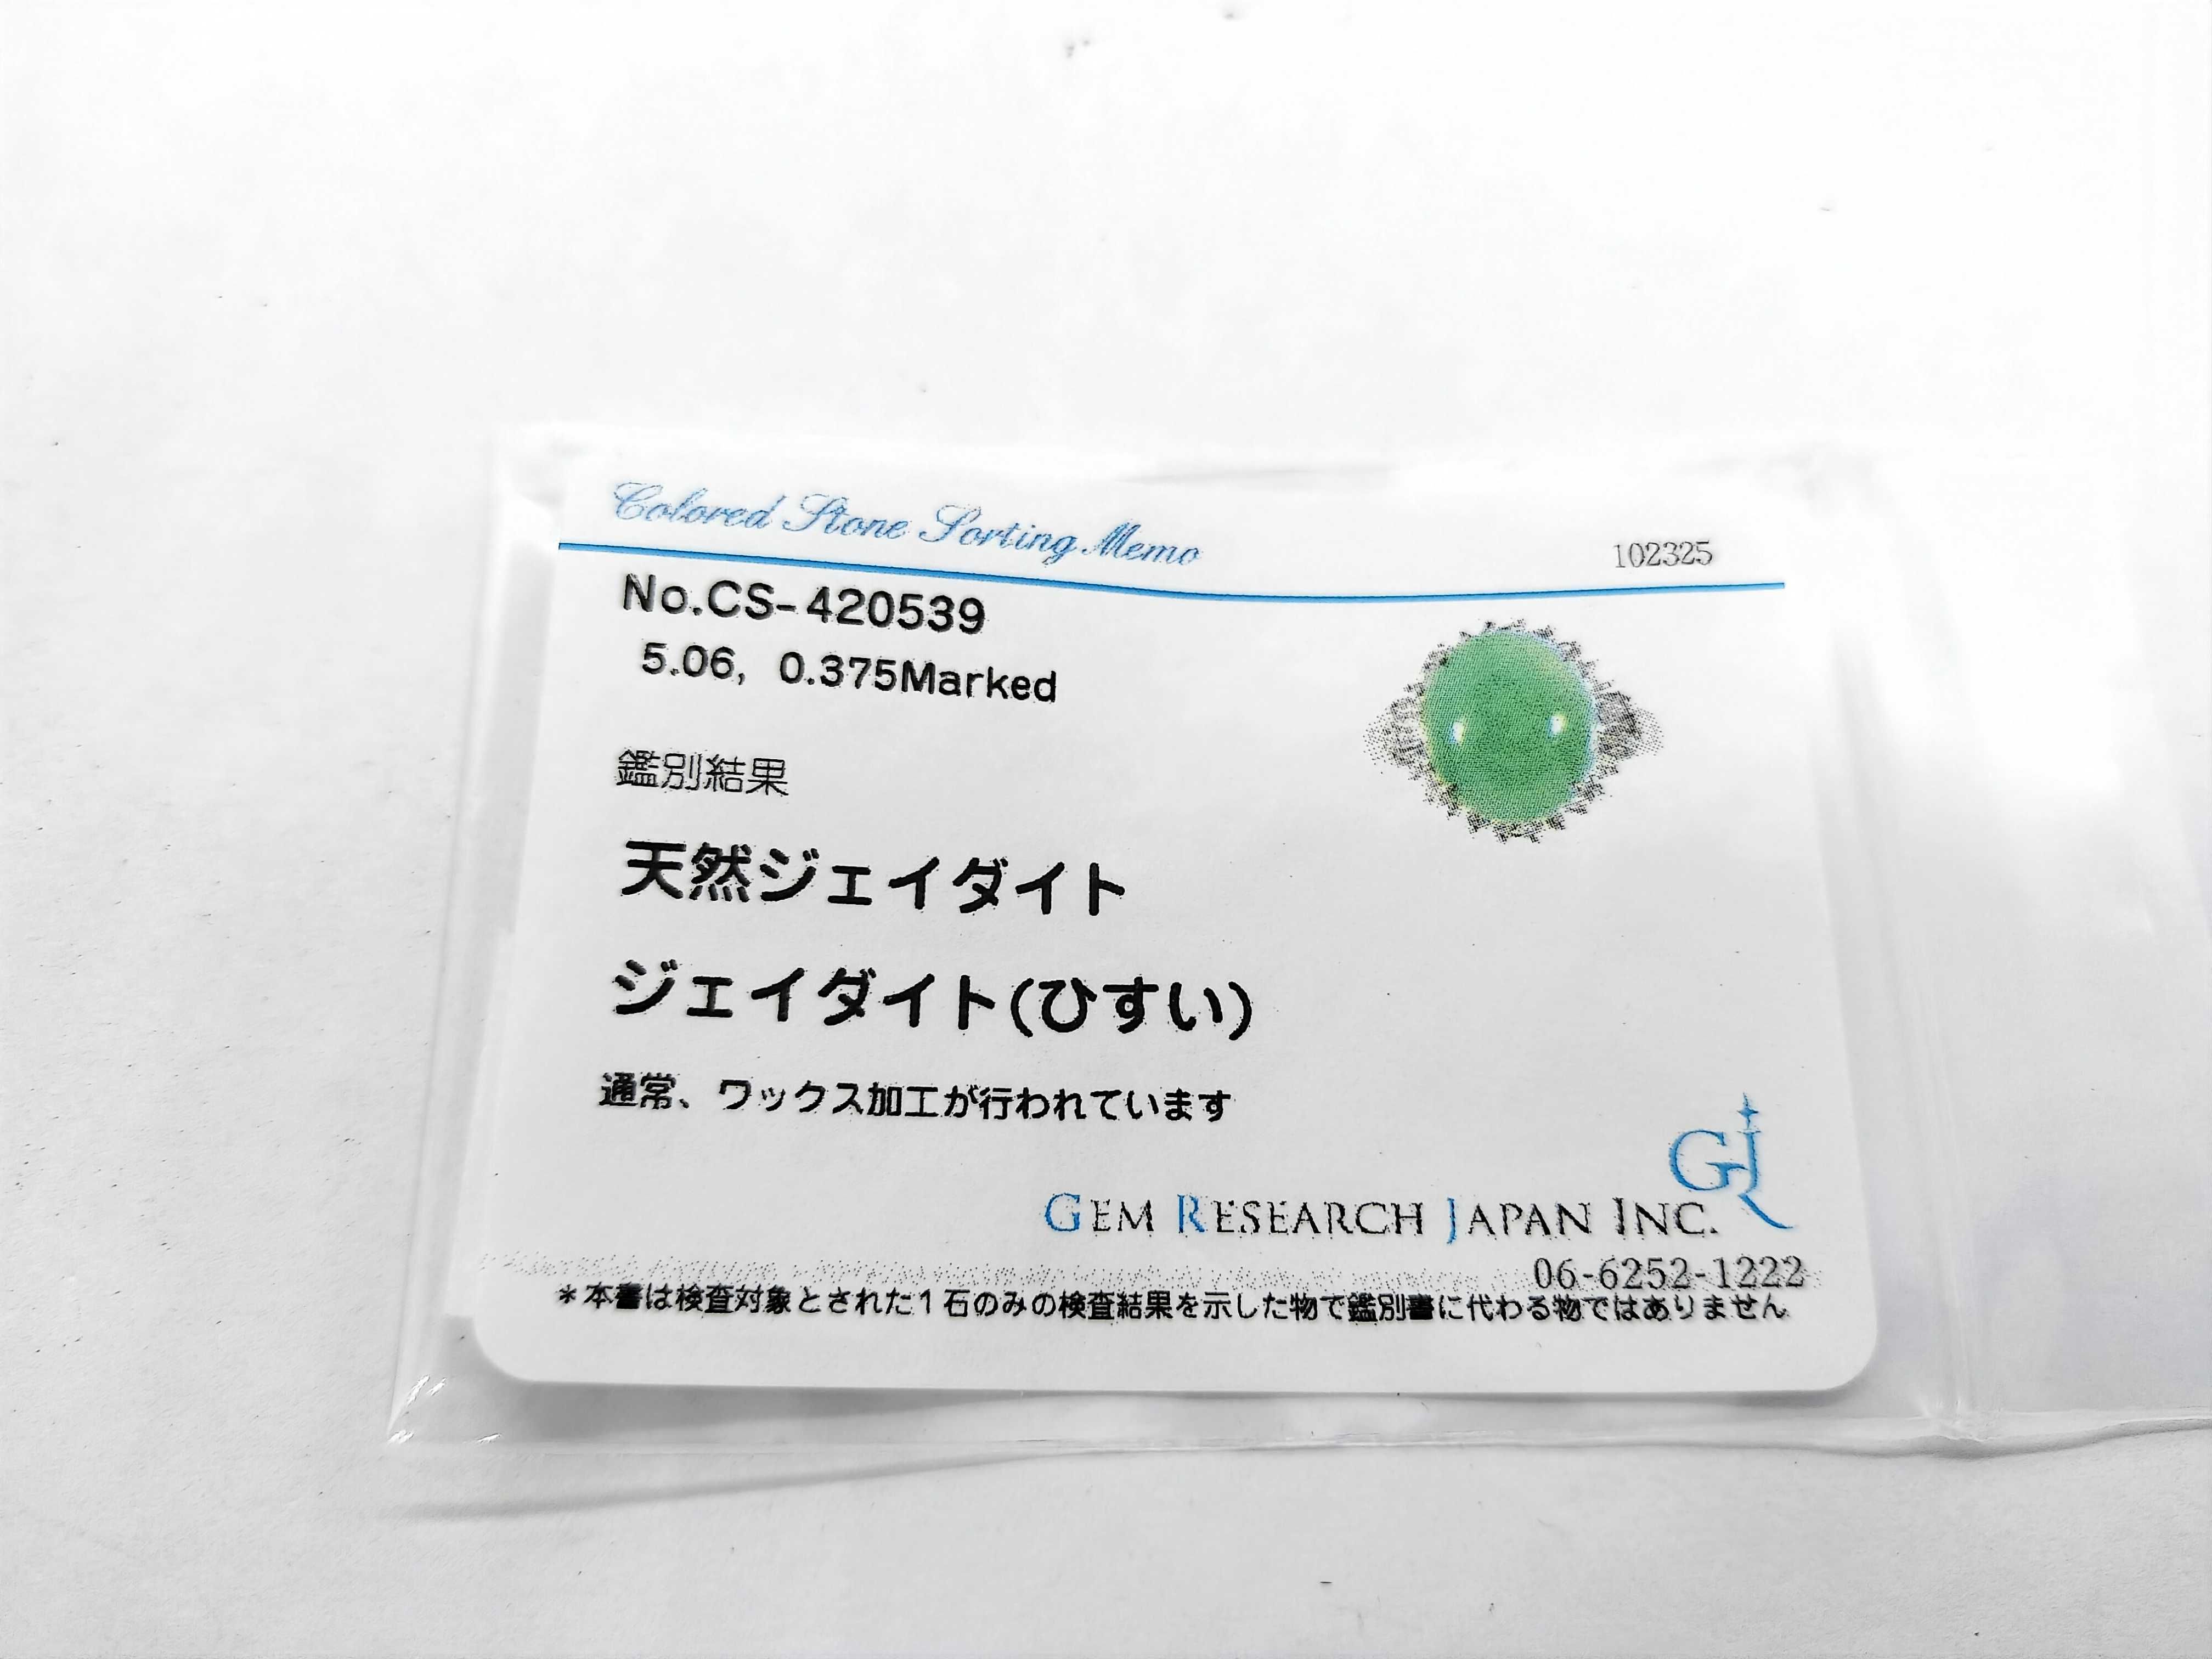 Colored Stone Sorting Memo
102325
No.CS-420539
5.06, 0.375Marked
鑑別結果
天然ジェイダイト
ジェイダイト(ひすい)
通常、ワックス加工が行われています
GJR
GEM RESEARCH JAPAN INC.
06-6252-1222
*本書は検査対象とされた1石のみの検査結果を示した物で鑑別書に代わる物ではありません